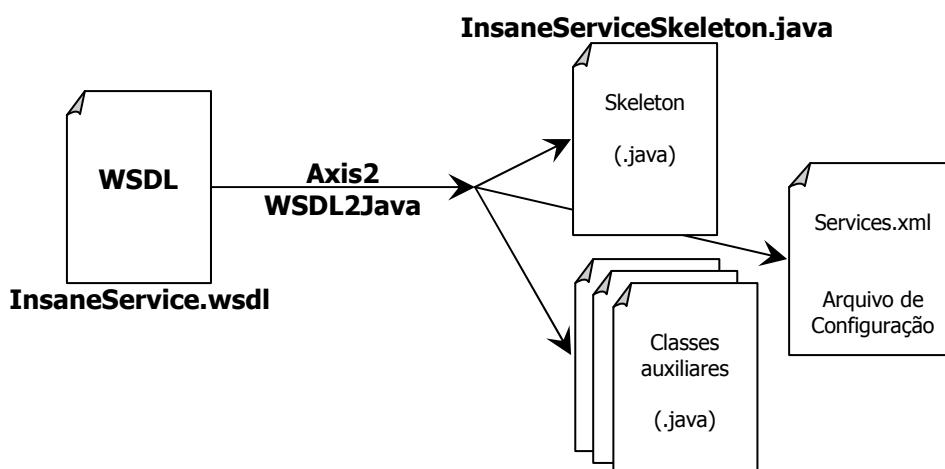 InsaneServiceSkeleton.java
Skeleton
(.java)
WSDL
Axis2
WSDL2Java
InsaneService.wsdl
Services.xml
Arquivo de
Configuração
Classes
auxiliares
(.java)